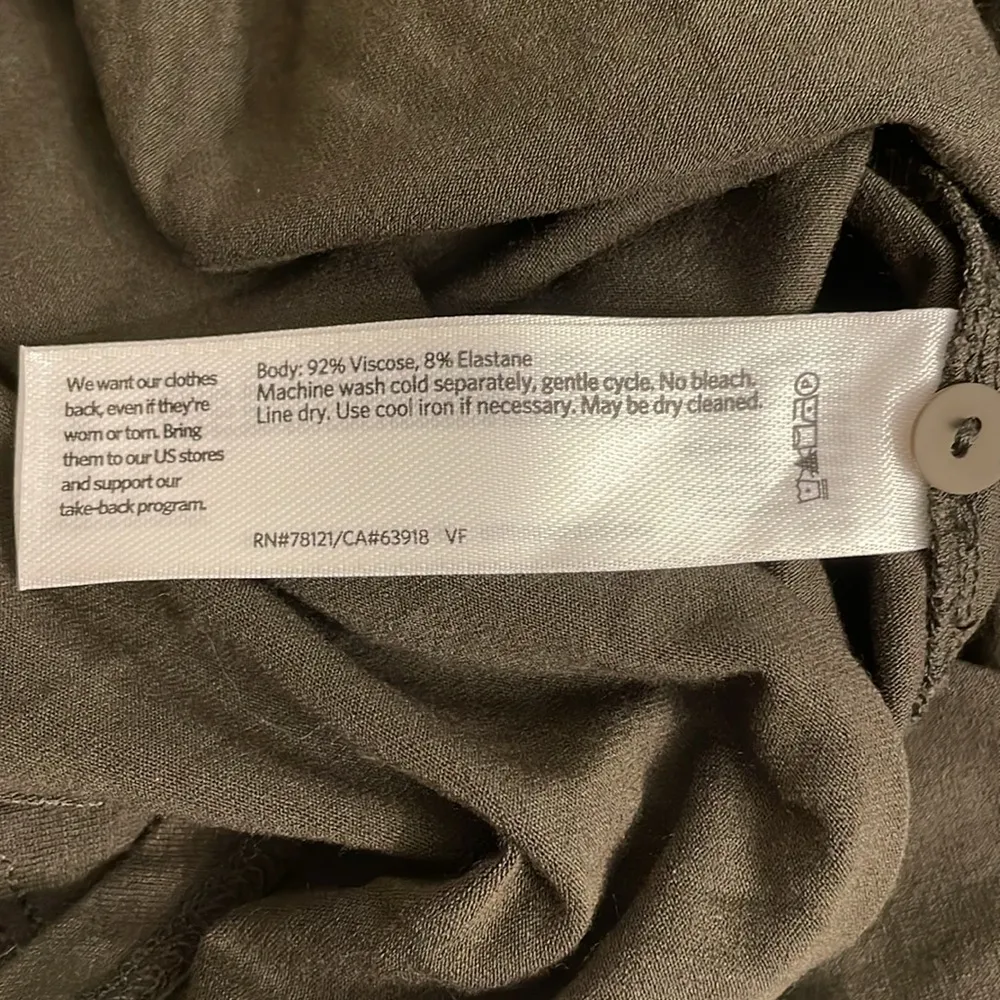 We want our clothes
back, even if they're
worn or torn. Bring
them to our US stores
and support our
take-back program.
Body: 92% Viscose, 8% Elastane
Machine wash cold separately, gentle cycle. No bleach.
Line dry. Use cool iron if necessary. May be dry cleaned.
RN#78121/CA#63918 VF